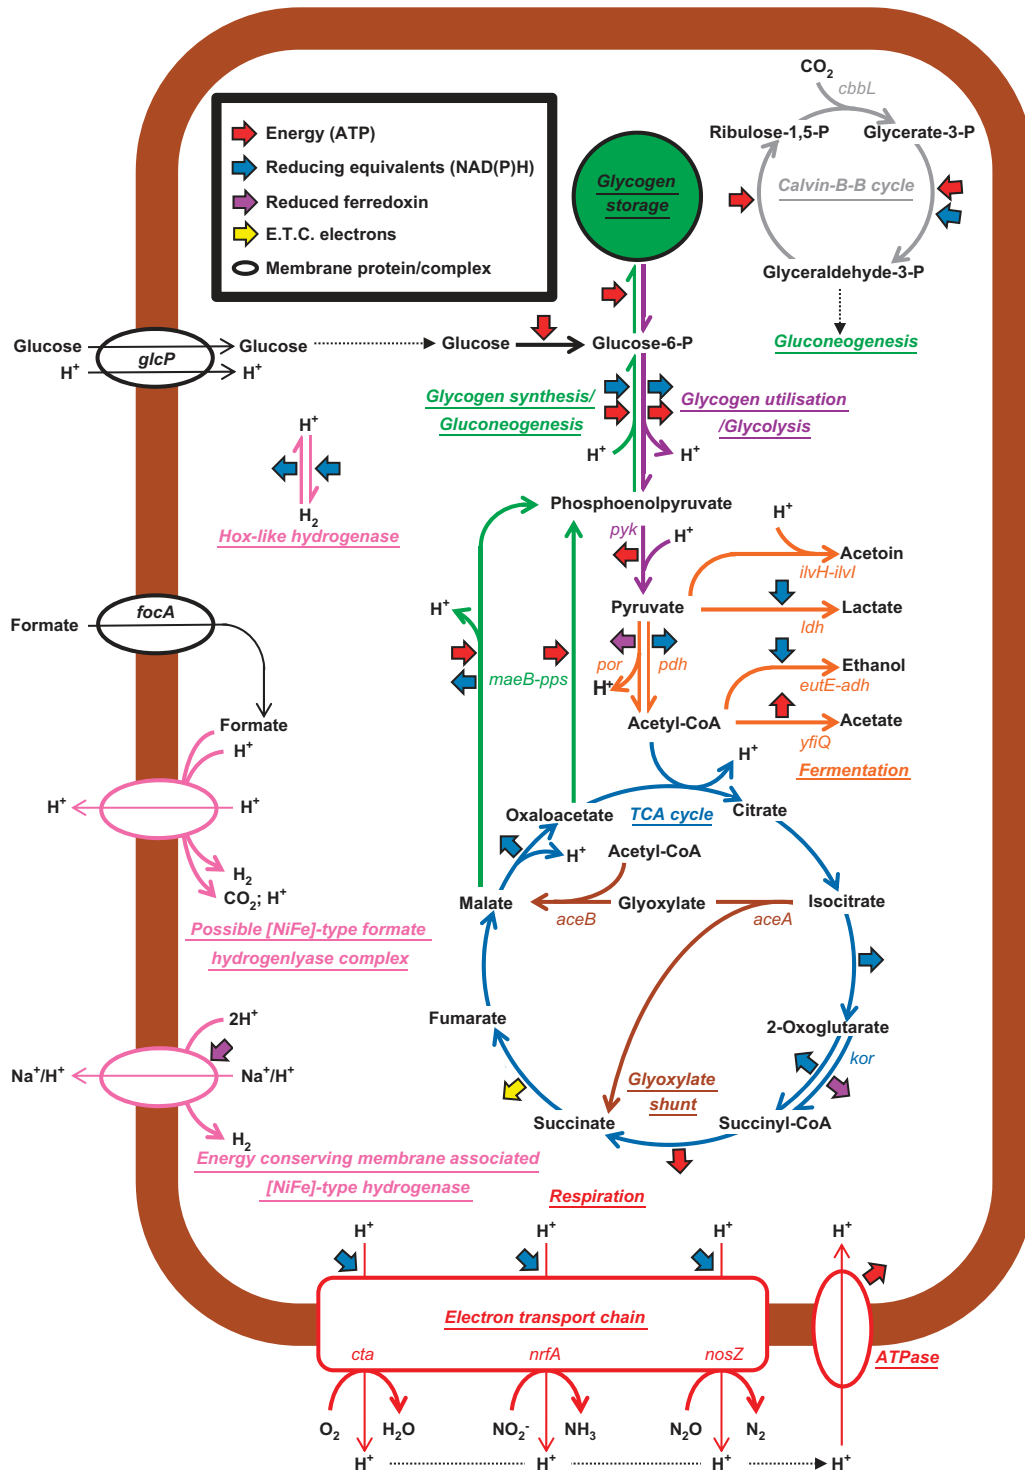 CO2
cbbL
Ribulose-1,5-P
Glycerate-3-P
Calvin-B-B cycle
Glyceraldehyde-3-P
Gluconeogenesis
Energy (ATP)
Reducing equivalents (NAD(P)H)
Reduced ferredoxin
E.T.C. electrons
Membrane protein/complex
Glycogen
storage
Glucose
H+
glcP
Glucose
H+
Glucose
Glucose-6-P
Glycogen synthesis/
Gluconeogenesis
Glycogen utilisation
/Glycolysis
H+
H+
H+
H2
Hox-like hydrogenase
Phosphoenolpyruvate
pyk
H+
H+
Acetoin
ilvH-ilvI
Pyruvate
Lactate
ldh
por
pdh
H+
Ethanol
eutE-adh
Acetyl-CoA
Acetate
yfiQ
Fermentation
H+
maeB-pps
Formate
focA
Formate
H+
H+
H+
H2
CO2; H+
Possible [NiFe]-type formate
hydrogenlyase complex
H+
Oxaloacetate
TCA cycle
Citrate
H+
Acetyl-CoA
Malate
aceB
Glyoxylate
aceA
Isocitrate
Fumarate
2-Oxoglutarate
kor
Glyoxylate
shunt
Succinate
Succinyl-CoA
2H+
Na+/H+
Na+/H+
H2
Energy conserving membrane associated
[NiFe]-type hydrogenase
Respiration
H+
H+
H+
H+
Electron transport chain
cta
nrfA
nosZ
ATPase
O2
H2O
NO2-
NH3
N2O
N2
H+
H+
H+
H+